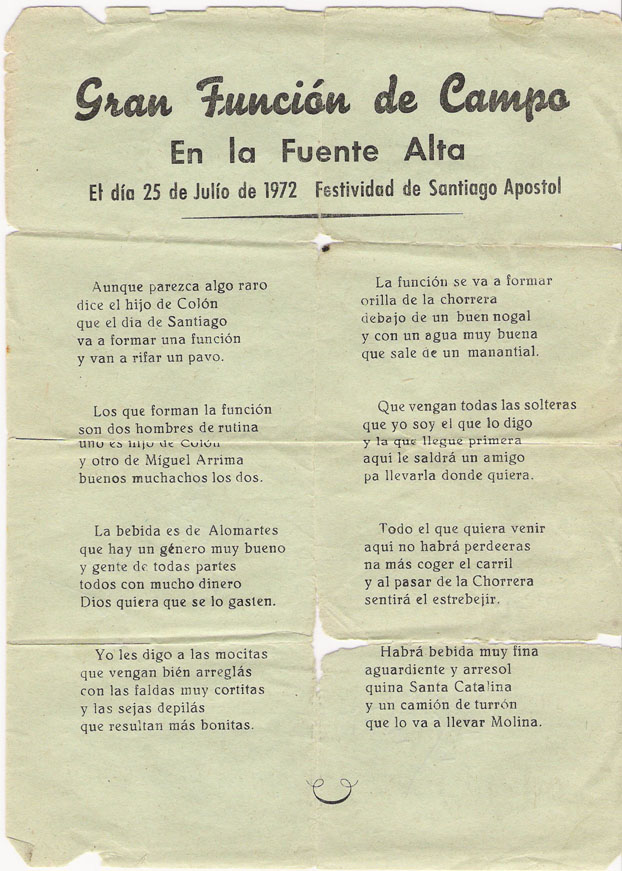 Gran Función de Campo
En la Fuente Alta
El día 25 de Julio de 1972 Festividad de Santiago Apostol
Aunque parezca algo raro
dice el hijo de Colón
que el dia de Santiago
va a formar una función
y van a rifar un pavo.
Los que forman la función
son dos hombres de rutina
uno es hijo de Colón
y otro de Miguel Arrima
buenos muchachos los dos.
La bebida es de Alomartes
que hay un género muy bueno
y gente de todas partes
todos con mucho dinero
Dios quiera que se lo gasten.
Yo les digo a las mocitas
que vengan bién arreglás
con las faldas muy cortitas
y las sejas depilás
que resultan más bonitas.
La función se va a formar
orilla de la chorrera
debajo de un buen nogal
y con un agua muy buena
que sale de un manantial.
Que vengan todas las solteras
que yo soy el que lo digo
y la que llegue primera
aqui le saldrá un amigo
pa llevarla donde quiera.
Todo el que quiera venir
aqui no habrá perdeeras
na más coger el carril
y al pasar de la Chorrera
sentirá el estrebejir.
Habrá bebida muy fina
aguardiente y arresol
quina Santa Catalina
y un camión de turrón
que lo va a llevar Molina.